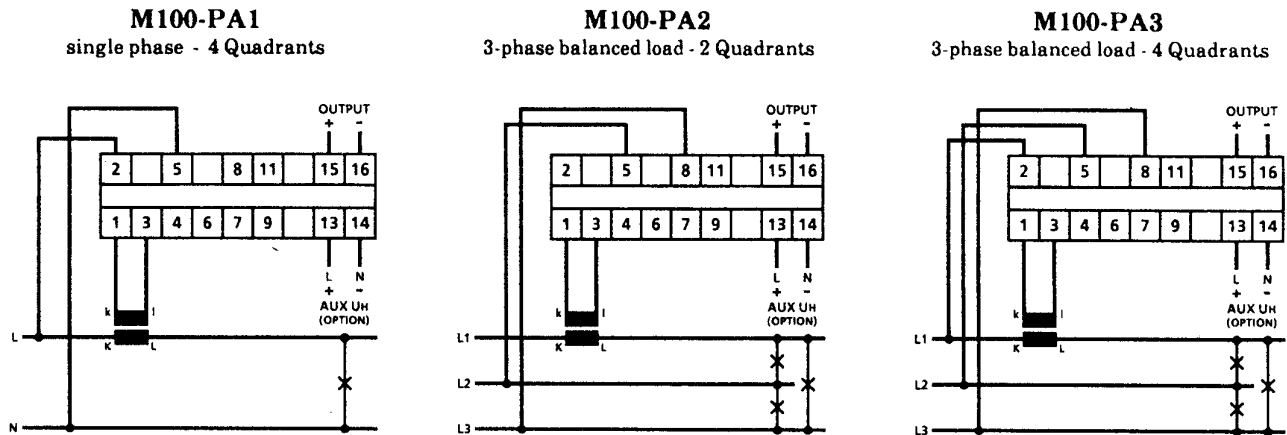 M100-PA1
single phase - 4 Quadrants
OUTPUT
+ -
2 5 8 11 15 16
1 3 4 6 7 9 13 14
L N
+ -
AUX UH
(OPTION)
k l
K L
L
N
M100-PA2
3-phase balanced load - 2 Quadrants
OUTPUT
+ -
2 5 8 11 15 16
1 3 4 6 7 9 13 14
L N
+ -
AUX UH
(OPTION)
k l
K L
L1
L2
L3
M100-PA3
3-phase balanced load - 4 Quadrants
OUTPUT
+ -
2 5 8 11 15 16
1 3 4 6 7 9 13 14
L N
+ -
AUX UH
(OPTION)
k l
K L
L1
L2
L3